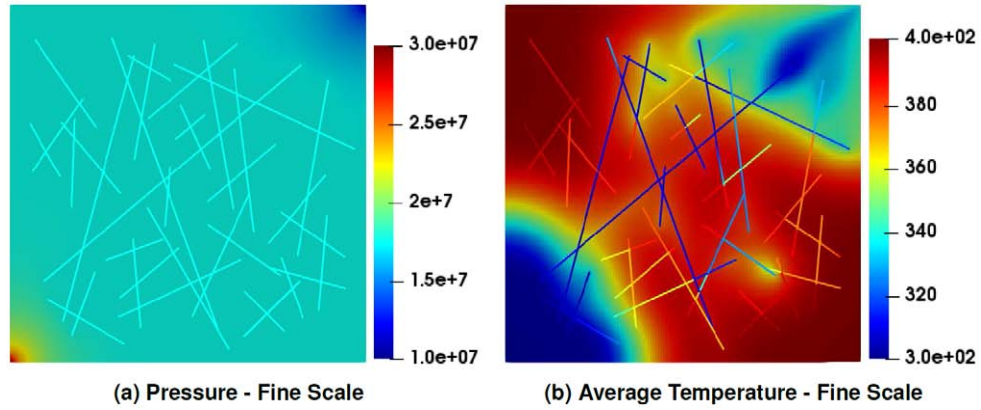 3.0e+07
2.5e+7
2e+7
1.5e+7
1.0e+07
4.0e+02
380
360
340
320
3.0e+02
(a) Pressure - Fine Scale
(b) Average Temperature - Fine Scale